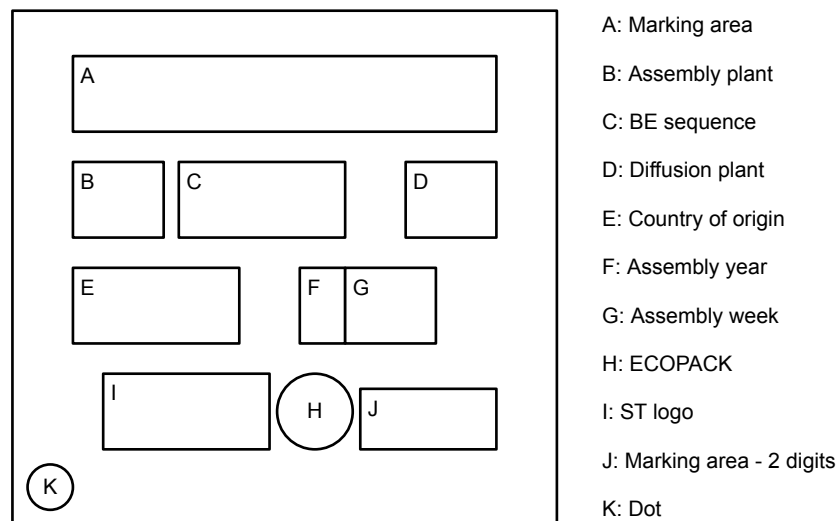 A
B C D
E F G
I H J
K
A: Marking area
B: Assembly plant
C: BE sequence
D: Diffusion plant
E: Country of origin
F: Assembly year
G: Assembly week
H: ECOPACK
I: ST logo
J: Marking area - 2 digits
K: Dot